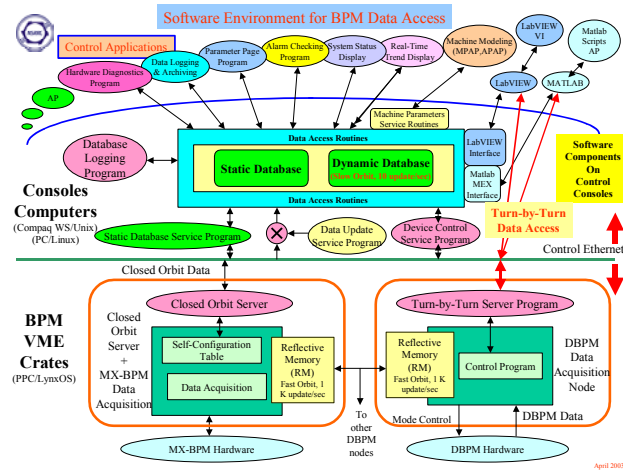 Software Environment for BPM Data Access
NSRRC
Control Applications
Hardware Diagnostics
Program
Data Logging
& Archiving
Parameter Page
Program
Alarm Checking
Program
System Status
Display
Real-Time
Trend Display
Machine Modeling
(MPAP,APAP)
LabVIEW
VI
Matlab
Scripts
AP
LabVIEW
MATLAB
AP
Machine Parameters
Service Routines
Data Access Routines
Static Database
Dynamic Database
(Slow Orbit, 10 update/sec)
Data Access Routines
LabVIEW
Interface
Matlab
MEX
Interface
Software
Components
On
Control
Consoles
Database
Logging
Program
Consoles
Computers
(Compaq WS/Unix)
(PC/Linux)
Static Database Service Program
Data Update
Service Program
Device Control
Service Program
Turn-by-Turn
Data Access
Control Ethernet
Closed Orbit Data
BPM
VME
Crates
(PPC/LynxOS)
Closed Orbit Server
Closed
Orbit
Server
+
MX-BPM
Data
Acquisition
Self-Configuration
Table
Data Acquisition
Reflective
Memory
(RM)
Fast Orbit, 1
K update/sec
MX-BPM Hardware
To
other
DBPM
nodes
Turn-by-Turn Server Program
Reflective
Memory
(RM)
Fast Orbit, 1 K
update/sec
Control Program
DBPM
Data
Acquisition
Node
Mode Control
DBPM Data
DBPM Hardware
April 2003